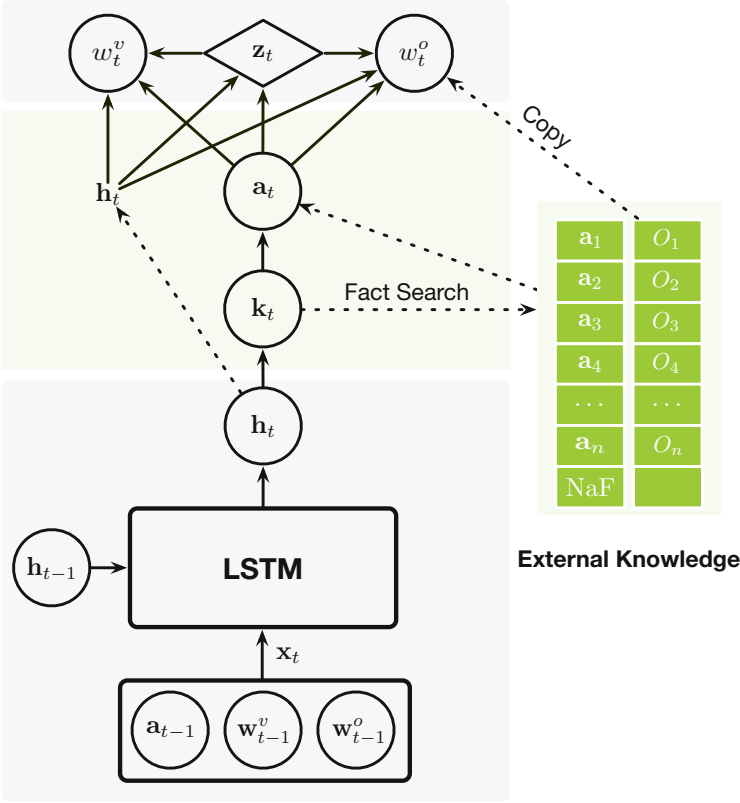 w_t^v z_t w_t^o
Copy
h_t a_t
a_1 O_1
a_2 O_2
k_t Fact Search a_3 O_3
a_4 O_4
... ...
h_t a_n O_n
NaF
h_{t-1} LSTM External Knowledge
x_t
a_{t-1} w_{t-1}^v w_{t-1}^o